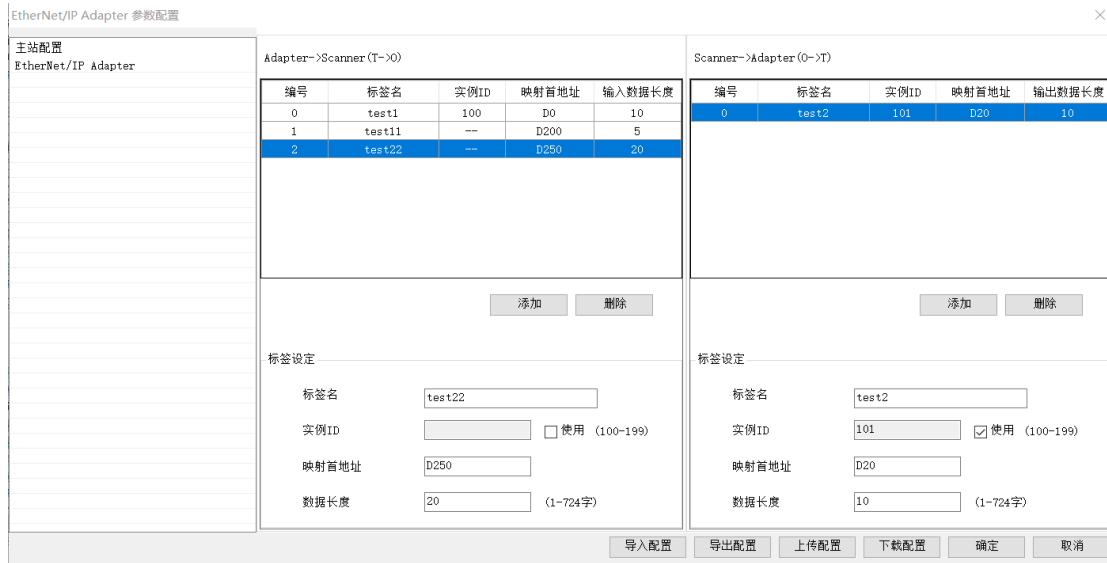 EtherNet/IP Adapter 参数配置
主站配置
EtherNet/IP Adapter
Adapter->Scanner(T->O)
编号 标签名 实例ID 映射首地址 输入数据长度
0 test1 100 D0 10
1 test11 -- D200 5
2 test22 -- D250 20
添加 删除
标签设定
标签名 test22
实例ID 使用 (100-199)
映射首地址 D250
数据长度 20 (1-724字)
Scanner->Adapter(O->T)
编号 标签名 实例ID 映射首地址 输出数据长度
0 test2 101 D20 10
添加 删除
标签设定
标签名 test2
实例ID 101 使用 (100-199)
映射首地址 D20
数据长度 10 (1-724字)
导入配置 导出配置 上传配置 下载配置 确定 取消